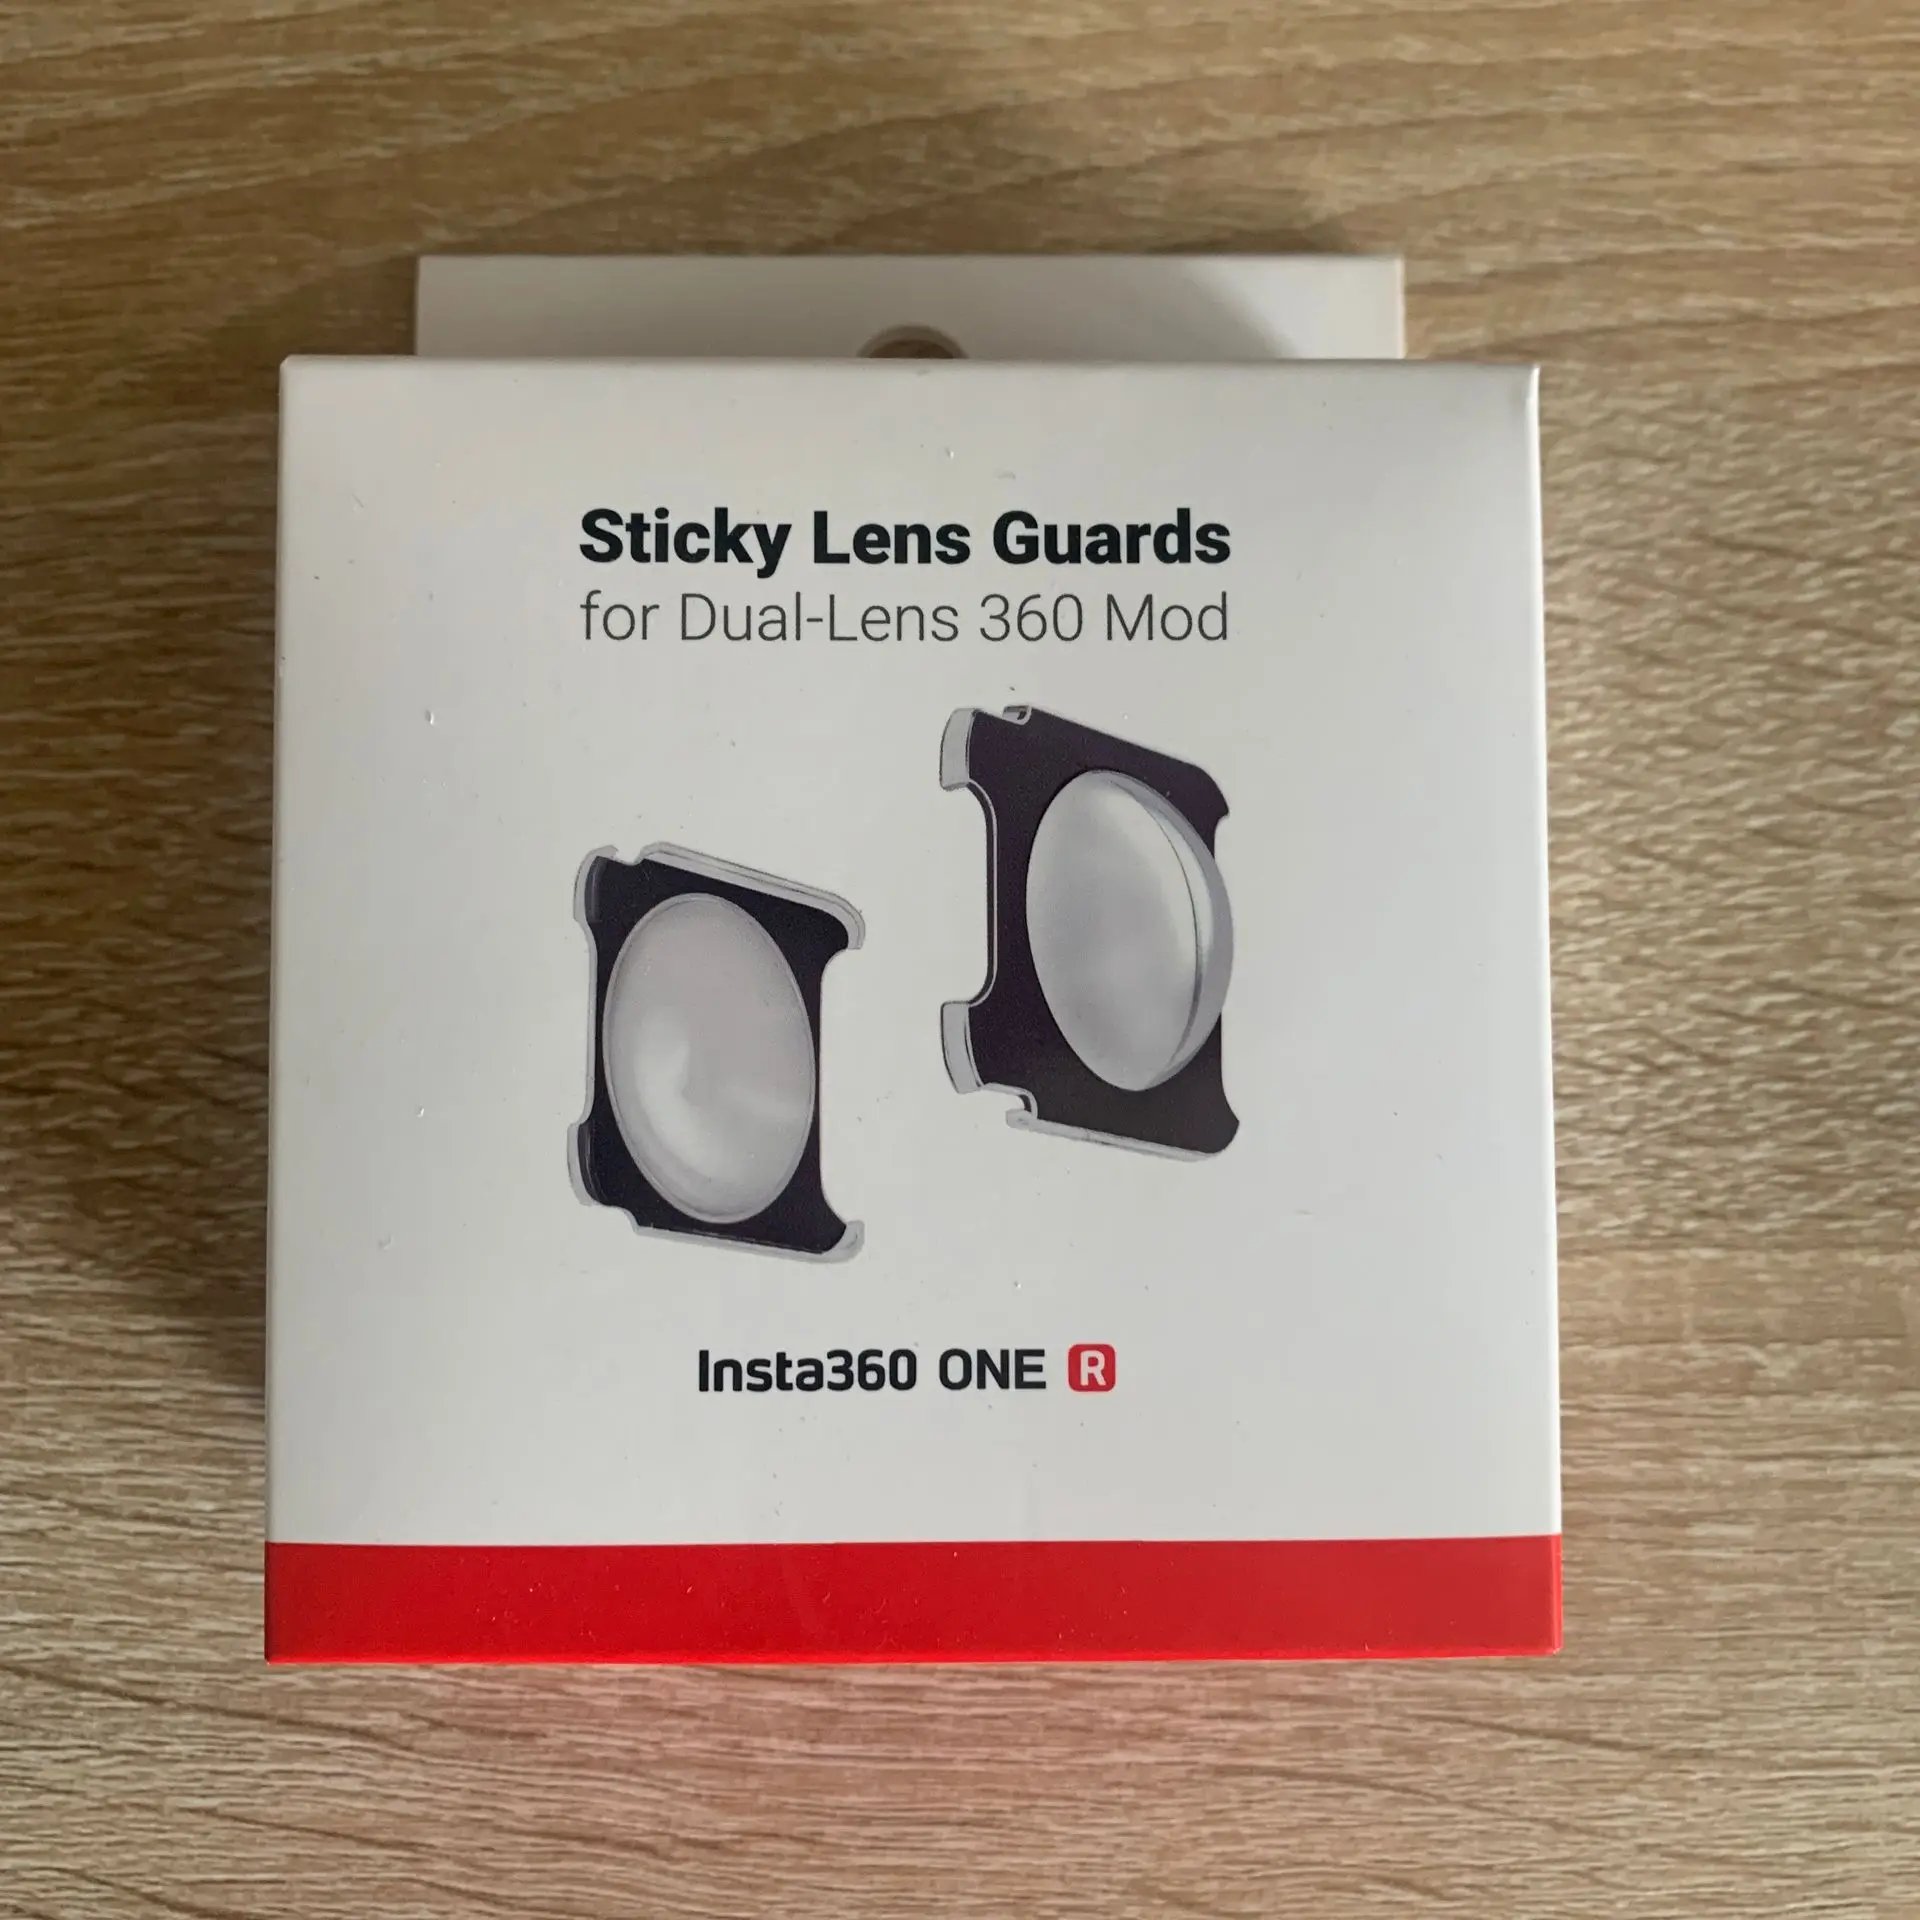 Sticky Lens Guards
for Dual-Lens 360 Mod
Insta360 ONE R